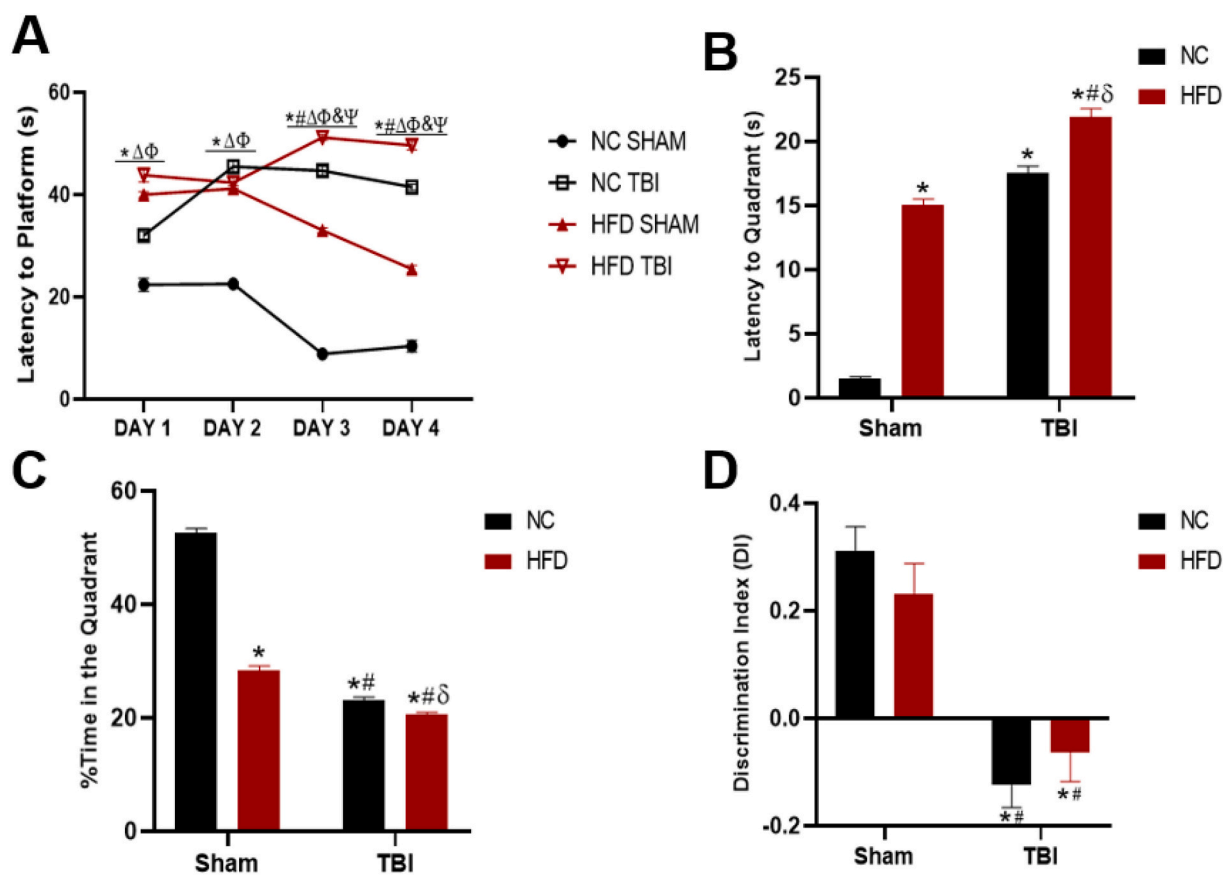 A
Latency to Platform (s)
60
40
20
0
*ΔΦ
*ΔΦ
*#ΔΦ&Ψ
*#ΔΦ&Ψ
DAY 1 DAY 2 DAY 3 DAY 4
NC SHAM
NC TBI
HFD SHAM
HFD TBI
B
Latency to Quadrant (s)
25
20
15
10
5
0
*
*
*#δ
Sham TBI
NC
HFD
C
%Time in the Quadrant
60
40
20
0
*
*#
*#δ
Sham TBI
NC
HFD
D
Discrimination Index (DI)
0.4
0.2
0.0
-0.2
*#
*#
Sham TBI
NC
HFD